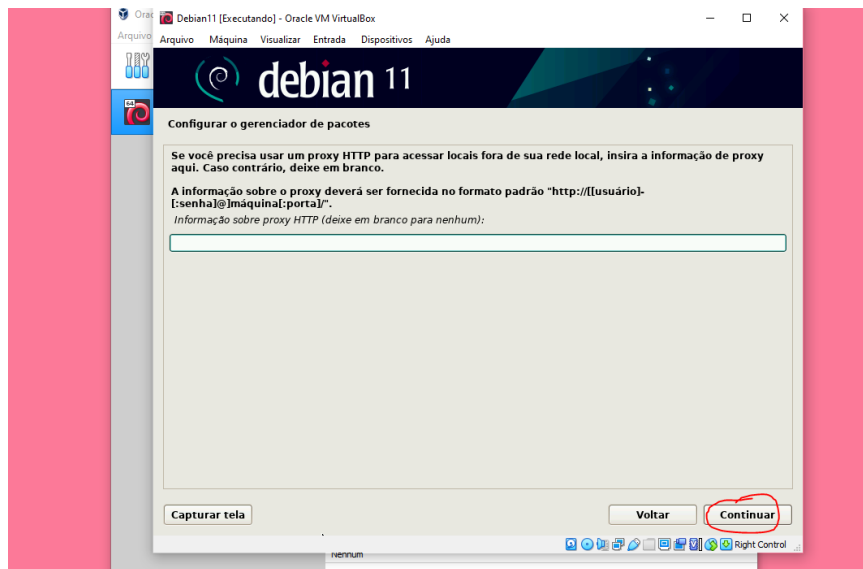 Orac
Debian11 [Executando] - Oracle VM VirtualBox
Arquivo
Arquivo Máquina Visualizar Entrada Dispositivos Ajuda
debian 11
64
Configurar o gerenciador de pacotes
Se você precisa usar um proxy HTTP para acessar locais fora de sua rede local, insira a informação de proxy
aqui. Caso contrário, deixe em branco.
A informação sobre o proxy deverá ser fornecida no formato padrão "http://[[usuário]-
[:senha]@]máquina[:porta]/".
Informação sobre proxy HTTP (deixe em branco para nenhum):
Capturar tela
Voltar
Continuar
Right Control
Nenhum